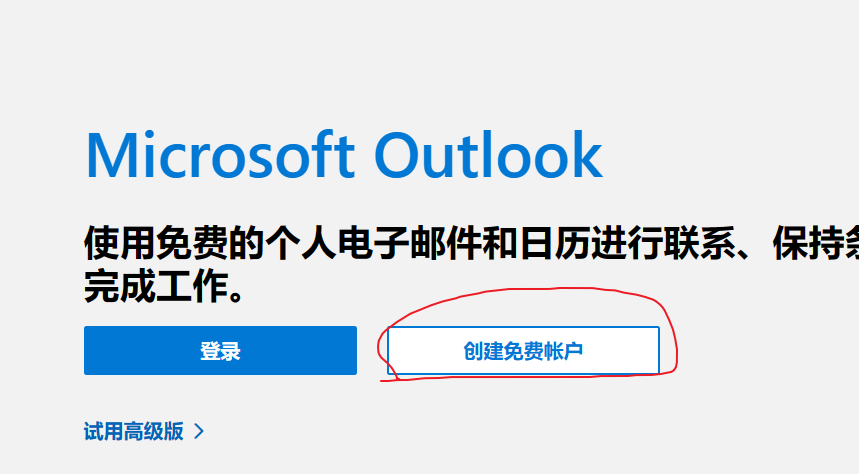 Microsoft Outlook
使用免费的个人电子邮件和日历进行联系、保持
完成工作。
登录
创建免费帐户
试用高级版